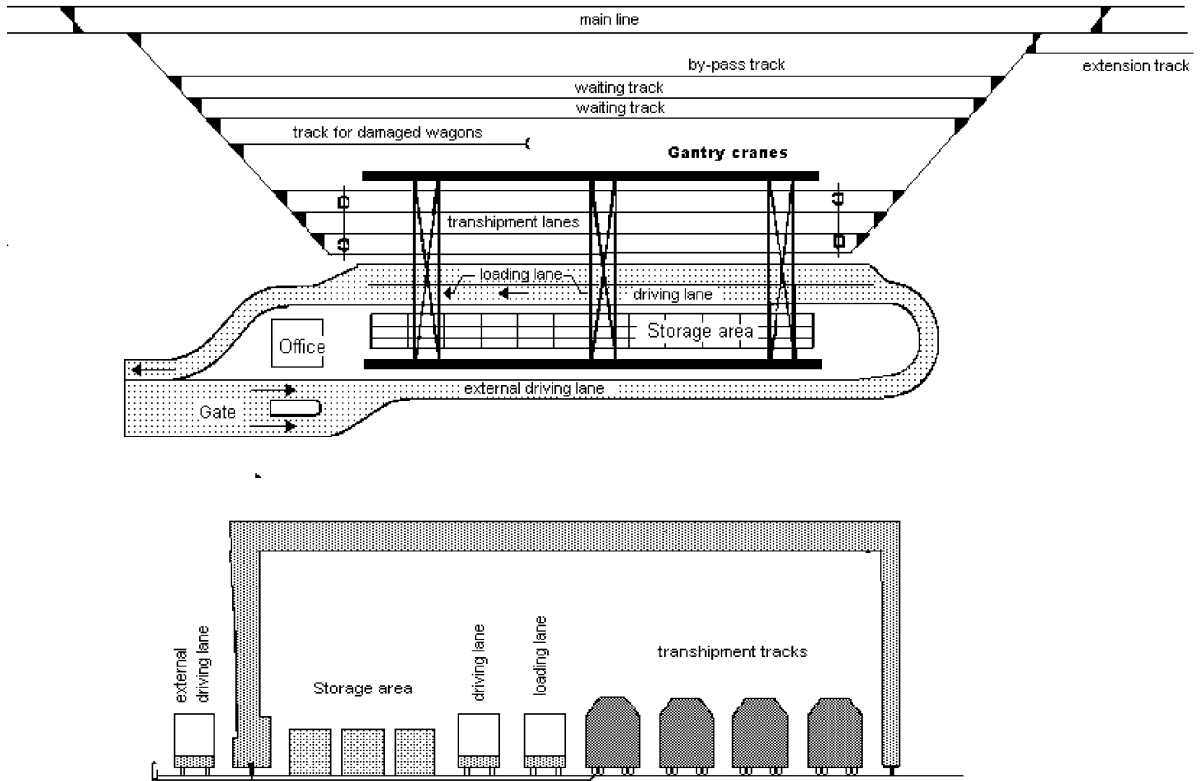 main line
by-pass track
extension track
waiting track
waiting track
track for damaged wagons
Gantry cranes
transhipment lanes
loading lane
driving lane
Storage area
Office
external driving lane
Gate
external
driving lane
Storage area
driving lane
loading lane
transhipment tracks